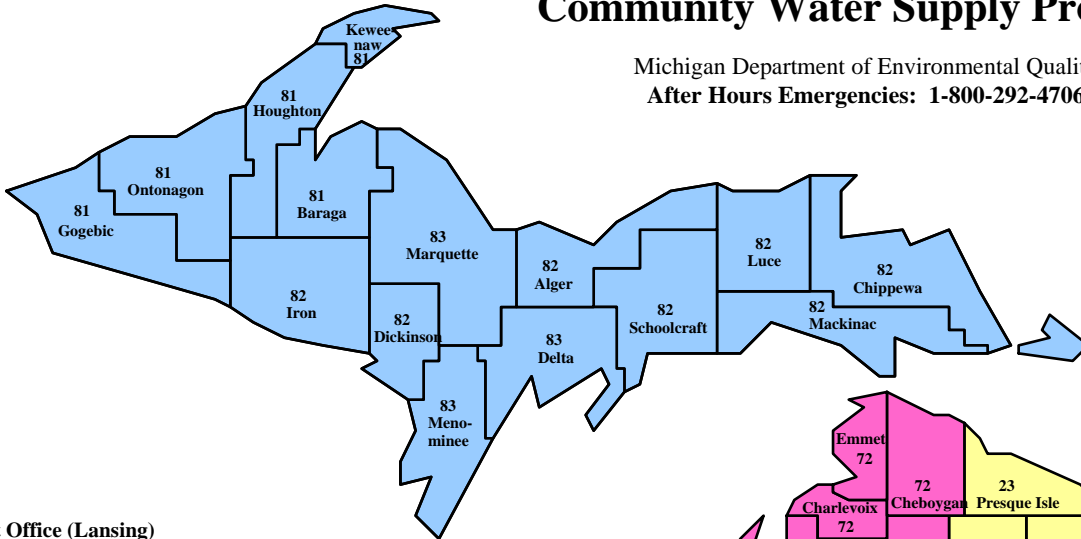 Community Water Supply Pr
Michigan Department of Environmental Qualit
After Hours Emergencies: 1-800-292-4706
Kewee-
naw
81
81
Houghton
81
Ontonagon
81
Gogebic
81
Baraga
83
Marquette
82
Alger
82
Luce
82
Chippewa
82
Iron
82
Dickinson
83
Delta
82
Schoolcraft
82
Mackinac
83
Meno-
minee
Emmet
72
72
Cheboygan
23
Presque Isle
Charlevoix
72
Office (Lansing)